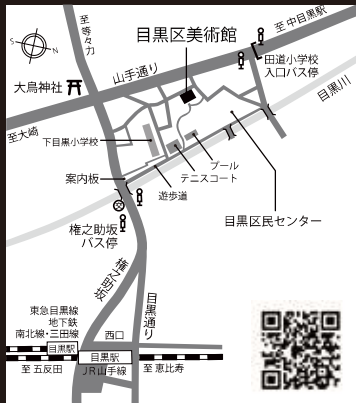 至 中目黒駅
至等々力
目黒区美術館
S
N
田道小学校
入口バス停
山手通り
大鳥神社
目黒川
至大崎
下目黒小学校
プール
テニスコート
案内板
遊歩道
目黒区民センター
権之助坂
バス停
権之助坂
目黒通り
東急目黒線
地下鉄
南北線・三田線
西口
目黒駅
目黒駅
JR山手線
至 五反田
至 恵比寿